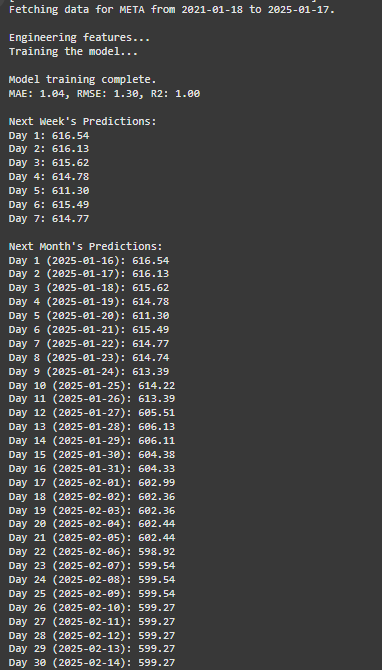 Fetching data for META from 2021-01-18 to 2025-01-17.
Engineering features...
Training the model...
Model training complete.
MAE: 1.04, RMSE: 1.30, R2: 1.00
Next Week's Predictions:
Day 1: 616.54
Day 2: 616.13
Day 3: 615.62
Day 4: 614.78
Day 5: 611.30
Day 6: 615.49
Day 7: 614.77
Next Month's Predictions:
Day 1 (2025-01-16): 616.54
Day 2 (2025-01-17): 616.13
Day 3 (2025-01-18): 615.62
Day 4 (2025-01-19): 614.78
Day 5 (2025-01-20): 611.30
Day 6 (2025-01-21): 615.49
Day 7 (2025-01-22): 614.77
Day 8 (2025-01-23): 614.74
Day 9 (2025-01-24): 613.39
Day 10 (2025-01-25): 614.22
Day 11 (2025-01-26): 613.39
Day 12 (2025-01-27): 605.51
Day 13 (2025-01-28): 606.13
Day 14 (2025-01-29): 606.11
Day 15 (2025-01-30): 604.38
Day 16 (2025-01-31): 604.33
Day 17 (2025-02-01): 602.99
Day 18 (2025-02-02): 602.36
Day 19 (2025-02-03): 602.36
Day 20 (2025-02-04): 602.44
Day 21 (2025-02-05): 602.44
Day 22 (2025-02-06): 598.92
Day 23 (2025-02-07): 599.54
Day 24 (2025-02-08): 599.54
Day 25 (2025-02-09): 599.54
Day 26 (2025-02-10): 599.27
Day 27 (2025-02-11): 599.27
Day 28 (2025-02-12): 599.27
Day 29 (2025-02-13): 599.27
Day 30 (2025-02-14): 599.27